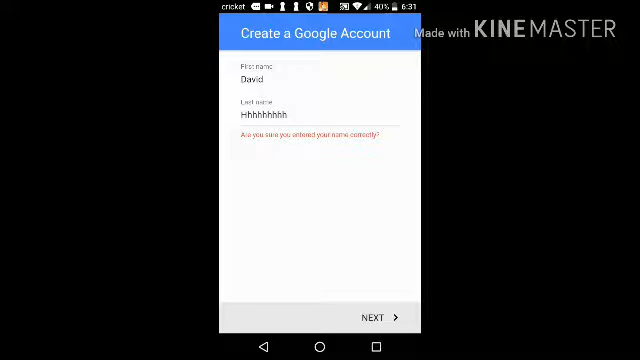 cricket 40% 6:31
Create a Google Account
Made with KINEMASTER
First name
David
Last name
Hhhhhhhhh
Are you sure you entered your name correctly?
NEXT